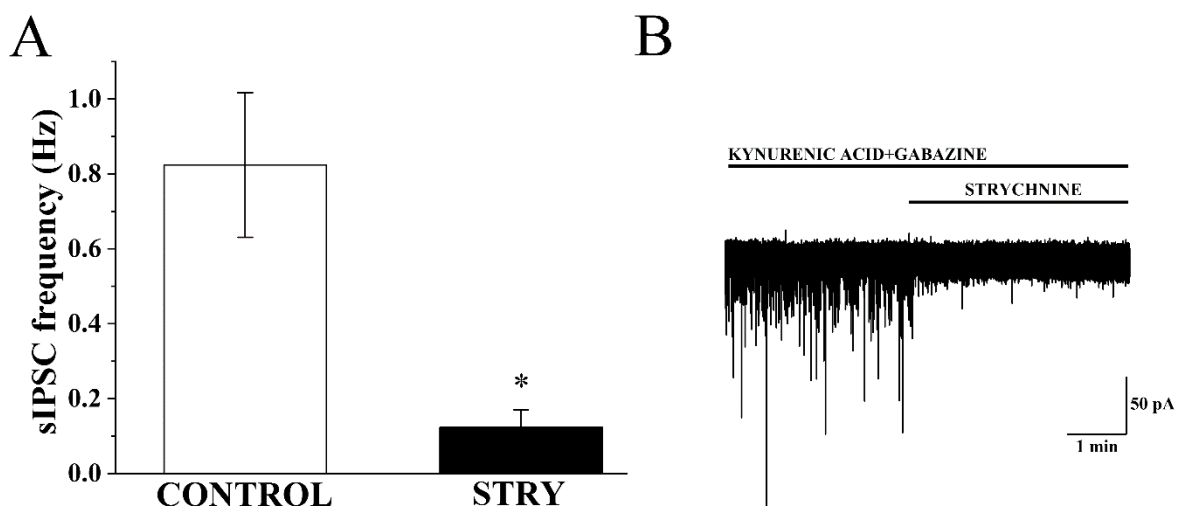 A
sIPSC frequency (Hz)
1.0
0.8
0.6
0.4
0.2
0.0
*
CONTROL
STRY
B
KYNURENIC ACID+GABAZINE
STRYCHNINE
50 pA
1 min